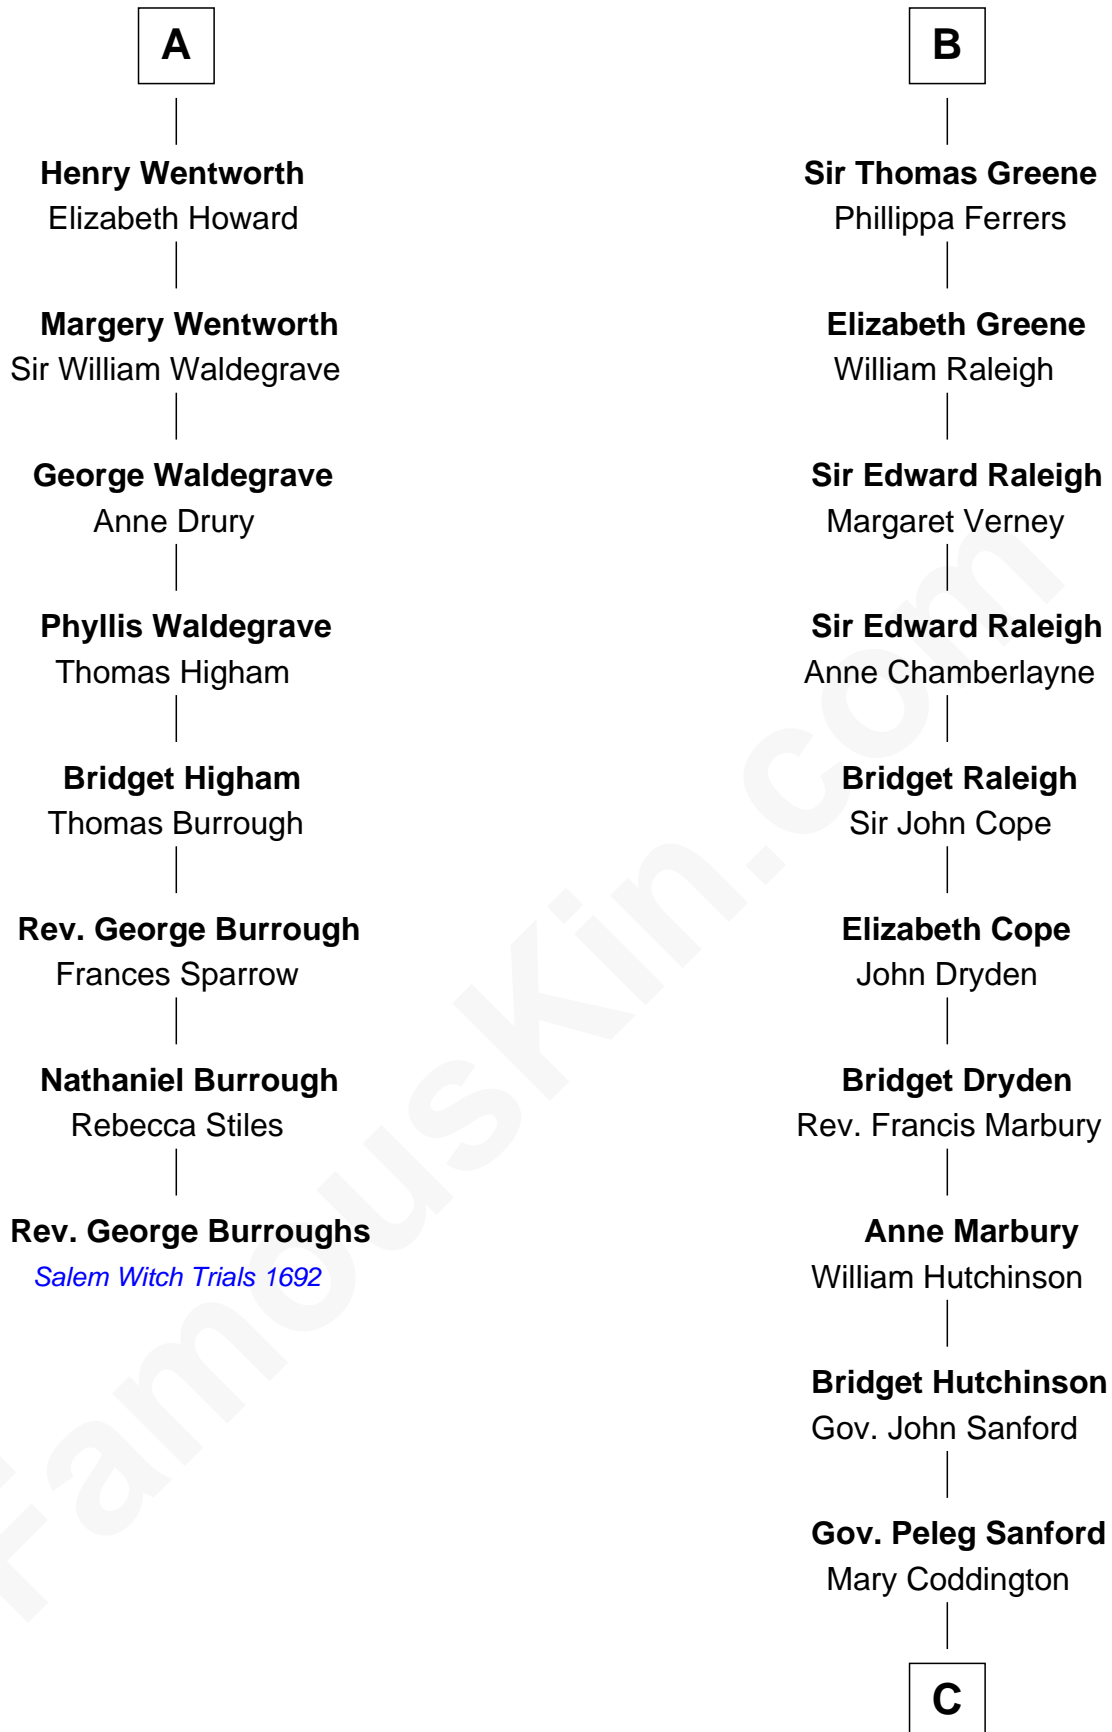 A
Henry Wentworth
Elizabeth Howard
Margery Wentworth
Sir William Waldegrave
George Waldegrave
Anne Drury
Phyllis Waldegrave
Thomas Higham
Bridget Higham
Thomas Burrough
Rev. George Burrough
Frances Sparrow
Nathaniel Burrough
Rebecca Stiles
Rev. George Burroughs
Salem Witch Trials 1692
B
Sir Thomas Greene
Phillippa Ferrers
Elizabeth Greene
William Raleigh
Sir Edward Raleigh
Margaret Verney
Sir Edward Raleigh
Anne Chamberlayne
Bridget Raleigh
Sir John Cope
Elizabeth Cope
John Dryden
Bridget Dryden
Rev. Francis Marbury
Anne Marbury
William Hutchinson
Bridget Hutchinson
Gov. John Sanford
Gov. Peleg Sanford
Mary Coddington
C
FamousKin.com